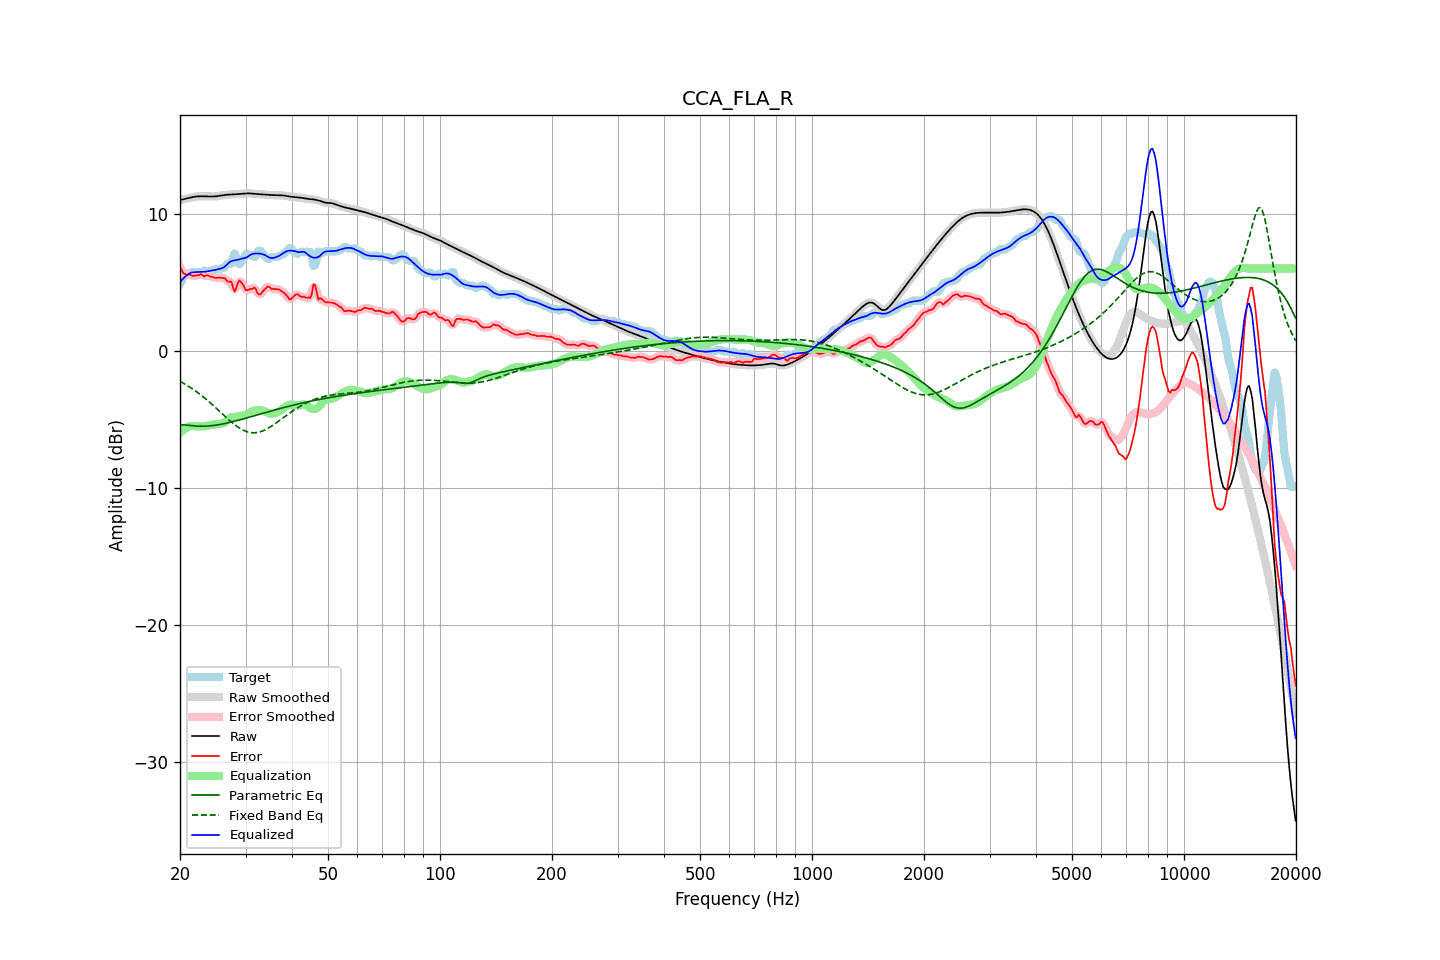 CCA_FLA_R
Amplitude (dBr)
10
0
−10
−20
−30
Target
Raw Smoothed
Error Smoothed
Raw
Error
Equalization
Parametric Eq
Fixed Band Eq
Equalized
20 50 100 200 500 1000 2000 5000 10000 20000
Frequency (Hz)